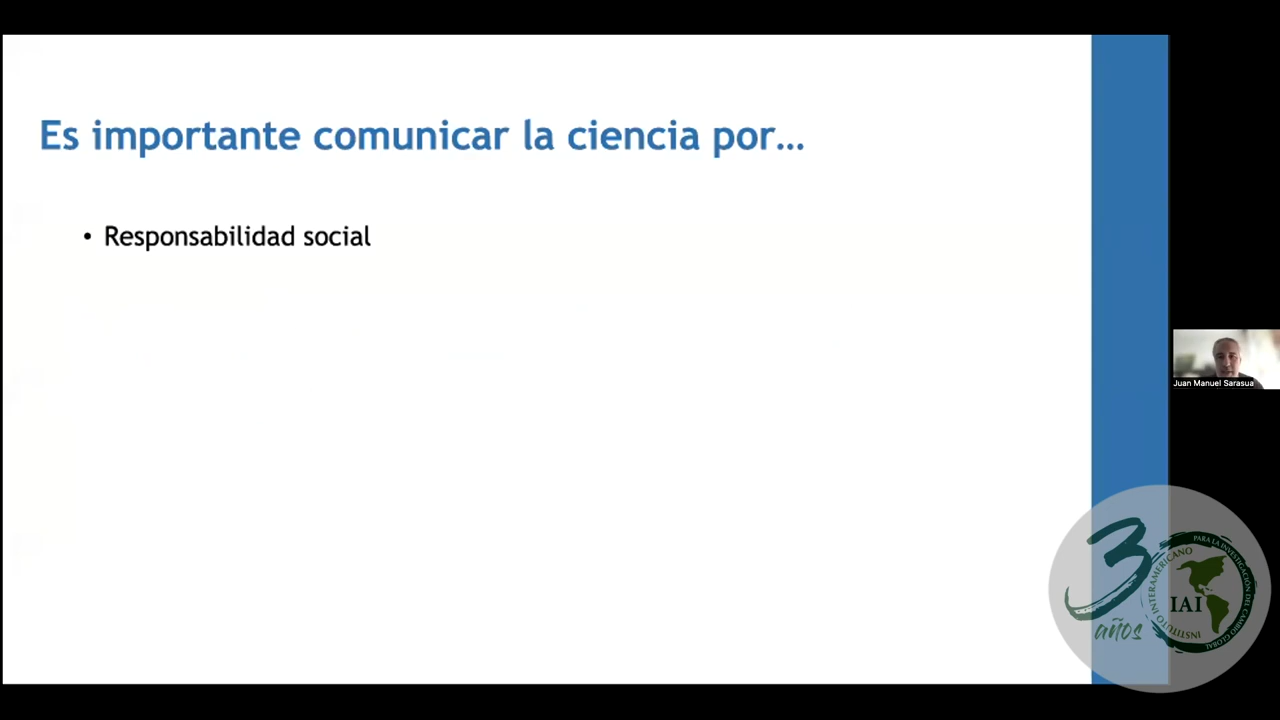 Es importante comunicar la ciencia por...
• Responsabilidad social
Juan Manuel Sarasua
30
años
INSTITUTO INTERAMERICANO
PARA LA INVESTIGACIÓN DEL CAMBIO GLOBAL
IAI